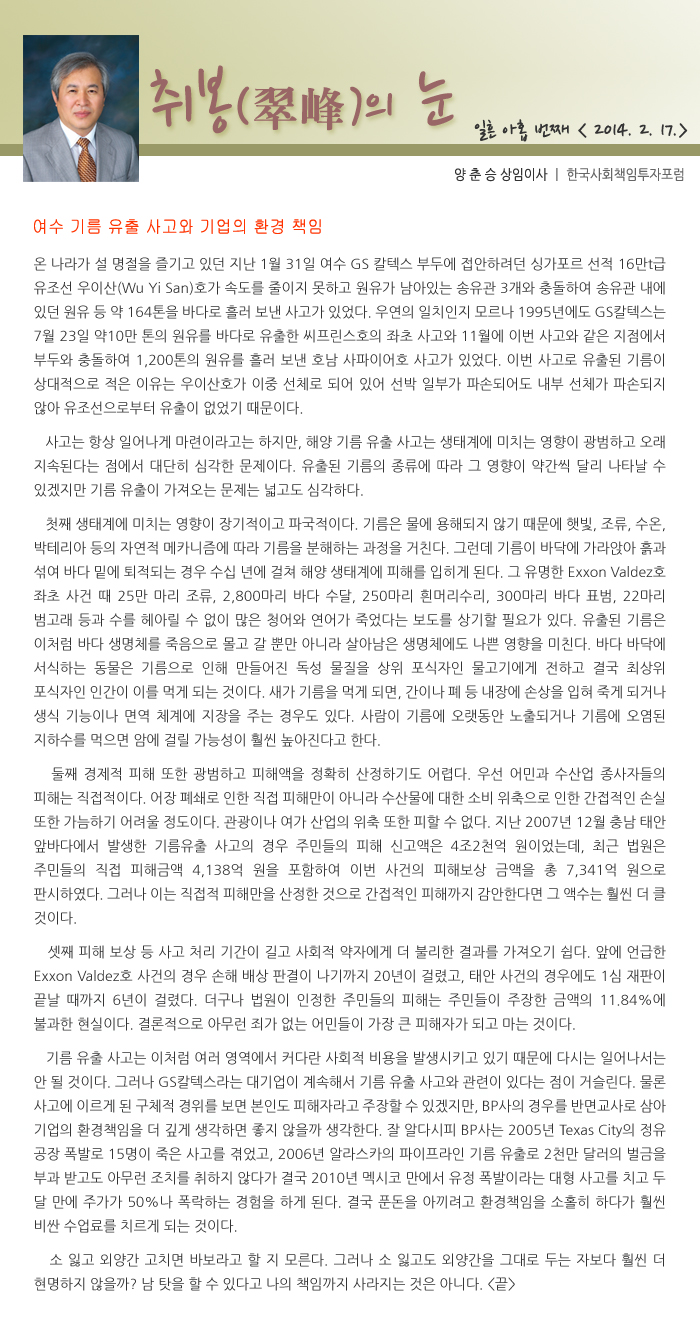 취봉(翠峰)의 눈
일흔 아홉 번째 < 2014. 2. 17.>
양 춘 승 상임이사 ㅣ 한국사회책임투자포럼
여수 기름 유출 사고와 기업의 환경 책임
온 나라가 설 명절을 즐기고 있던 지난 1월 31일 여수 GS 칼텍스 부두에 접안하려던 싱가포르 선적 16만t급
유조선 우이산(Wu Yi San)호가 속도를 줄이지 못하고 원유가 남아있는 송유관 3개와 충돌하여 송유관 내에
있던 원유 등 약 164톤을 바다로 흘러 보낸 사고가 있었다. 우연의 일치인지 모르나 1995년에도 GS칼텍스는
7월 23일 약10만 톤의 원유를 바다로 유출한 씨프린스호의 좌초 사고와 11월에 이번 사고와 같은 지점에서
부두와 충돌하여 1,200톤의 원유를 흘러 보낸 호남 사파이어호 사고가 있었다. 이번 사고로 유출된 기름이
상대적으로 적은 이유는 우이산호가 이중 선체로 되어 있어 선박 일부가 파손되어도 내부 선체가 파손되지
않아 유조선으로부터 유출이 없었기 때문이다.
사고는 항상 일어나게 마련이라고는 하지만, 해양 기름 유출 사고는 생태계에 미치는 영향이 광범하고 오래
지속된다는 점에서 대단히 심각한 문제이다. 유출된 기름의 종류에 따라 그 영향이 약간씩 달리 나타날 수
있겠지만 기름 유출이 가져오는 문제는 넓고도 심각하다.
첫째 생태계에 미치는 영향이 장기적이고 파국적이다. 기름은 물에 용해되지 않기 때문에 햇빛, 조류, 수온,
박테리아 등의 자연적 메카니즘에 따라 기름을 분해하는 과정을 거친다. 그런데 기름이 바닥에 가라앉아 흙과
섞여 바다 밑에 퇴적되는 경우 수십 년에 걸쳐 해양 생태계에 피해를 입히게 된다. 그 유명한 Exxon Valdez호
좌초 사건 때 25만 마리 조류, 2,800마리 바다 수달, 250마리 흰머리수리, 300마리 바다 표범, 22마리
범고래 등과 수를 헤아릴 수 없이 많은 청어와 연어가 죽었다는 보도를 상기할 필요가 있다. 유출된 기름은
이처럼 바다 생명체를 죽음으로 몰고 갈 뿐만 아니라 살아남은 생명체에도 나쁜 영향을 미친다. 바다 바닥에
서식하는 동물은 기름으로 인해 만들어진 독성 물질을 상위 포식자인 물고기에게 전하고 결국 최상위
포식자인 인간이 이를 먹게 되는 것이다. 새가 기름을 먹게 되면, 간이나 폐 등 내장에 손상을 입혀 죽게 되거나
생식 기능이나 면역 체계에 지장을 주는 경우도 있다. 사람이 기름에 오랫동안 노출되거나 기름에 오염된
지하수를 먹으면 암에 걸릴 가능성이 훨씬 높아진다고 한다.
둘째 경제적 피해 또한 광범하고 피해액을 정확히 산정하기도 어렵다. 우선 어민과 수산업 종사자들의
피해는 직접적이다. 어장 폐쇄로 인한 직접 피해만이 아니라 수산물에 대한 소비 위축으로 인한 간접적인 손실
또한 가늠하기 어려울 정도이다. 관광이나 여가 산업의 위축 또한 피할 수 없다. 지난 2007년 12월 충남 태안
앞바다에서 발생한 기름유출 사고의 경우 주민들의 피해 신고액은 4조2천억 원이었는데, 최근 법원은
주민들의 직접 피해금액 4,138억 원을 포함하여 이번 사건의 피해보상 금액을 총 7,341억 원으로
판시하였다. 그러나 이는 직접적 피해만을 산정한 것으로 간접적인 피해까지 감안한다면 그 액수는 훨씬 더 클
것이다.
셋째 피해 보상 등 사고 처리 기간이 길고 사회적 약자에게 더 불리한 결과를 가져오기 쉽다. 앞에 언급한
Exxon Valdez호 사건의 경우 손해 배상 판결이 나기까지 20년이 걸렸고, 태안 사건의 경우에도 1심 재판이
끝날 때까지 6년이 걸렸다. 더구나 법원이 인정한 주민들의 피해는 주민들이 주장한 금액의 11.84%에
불과한 현실이다. 결론적으로 아무런 죄가 없는 어민들이 가장 큰 피해자가 되고 마는 것이다.
기름 유출 사고는 이처럼 여러 영역에서 커다란 사회적 비용을 발생시키고 있기 때문에 다시는 일어나서는
안 될 것이다. 그러나 GS칼텍스라는 대기업이 계속해서 기름 유출 사고와 관련이 있다는 점이 거슬린다. 물론
사고에 이르게 된 구체적 경위를 보면 본인도 피해자라고 주장할 수 있겠지만, BP사의 경우를 반면교사로 삼아
기업의 환경책임을 더 깊게 생각하면 좋지 않을까 생각한다. 잘 알다시피 BP사는 2005년 Texas City의 정유
공장 폭발로 15명이 죽은 사고를 겪었고, 2006년 알라스카의 파이프라인 기름 유출로 2천만 달러의 벌금을
부과 받고도 아무런 조치를 취하지 않다가 결국 2010년 멕시코 만에서 유정 폭발이라는 대형 사고를 치고 두
달 만에 주가가 50%나 폭락하는 경험을 하게 된다. 결국 푼돈을 아끼려고 환경책임을 소홀히 하다가 훨씬
비싼 수업료를 치르게 되는 것이다.
소 잃고 외양간 고치면 바보라고 할 지 모른다. 그러나 소 잃고도 외양간을 그대로 두는 자보다 훨씬 더
현명하지 않을까? 남 탓을 할 수 있다고 나의 책임까지 사라지는 것은 아니다. <끝>